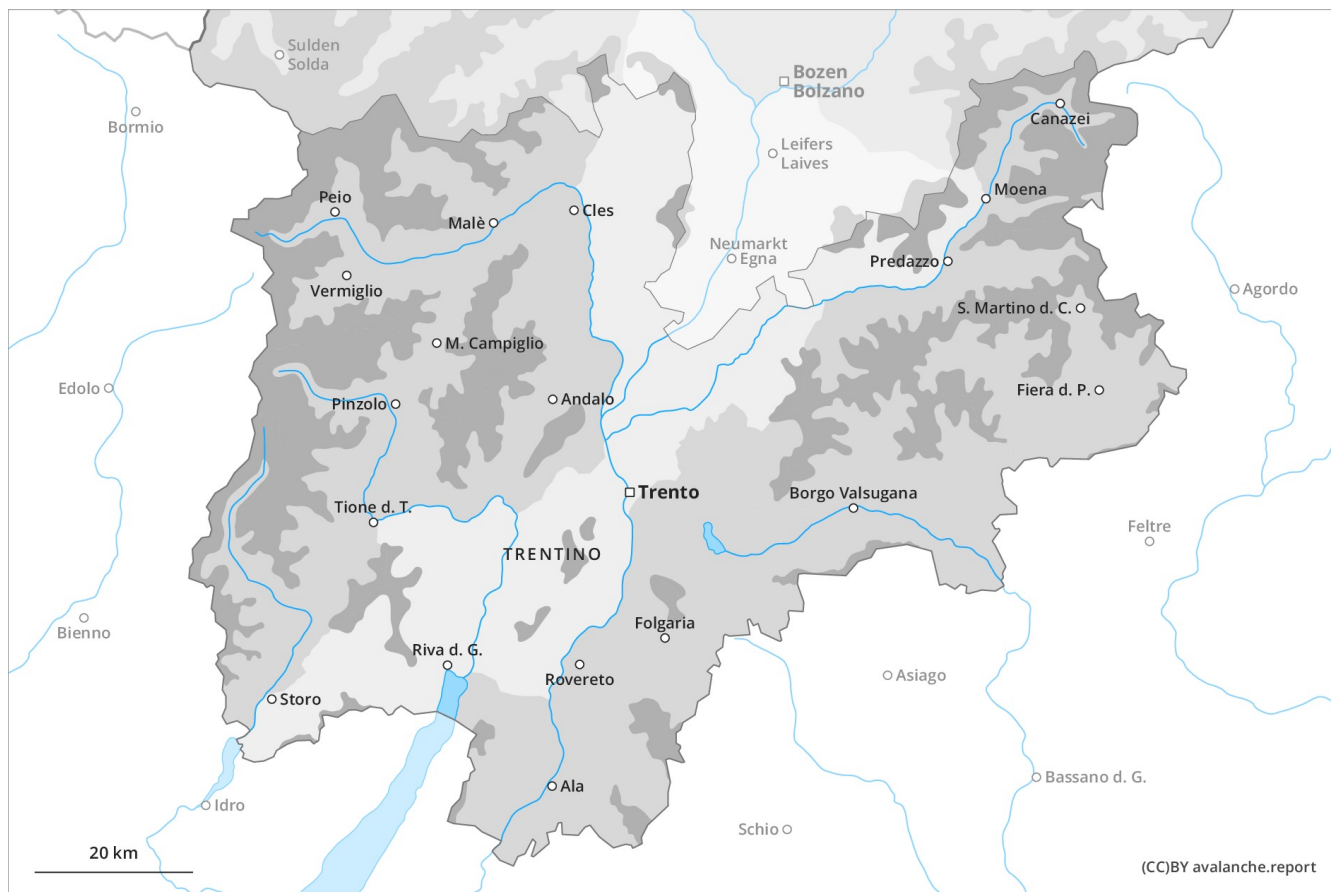 Sulden
Solda
Bozen
Bolzano
Bormio
Canazei
Leifers
Laives
Peio
Malè
Cles
Moena
Neumarkt
Egna
Predazzo
Vermiglio
Agordo
S. Martino d. C.
M. Campiglio
Edolo
Pinzolo
Andalo
Fiera d. P.
Trento
Borgo Valsugana
Tione d. T.
Feltre
TRENTINO
Bienno
Folgaria
Riva d. G.
Rovereto
Asiago
Storo
Bassano d. G.
Ala
Idro
Schio
20 km
(CC)BY avalanche.report